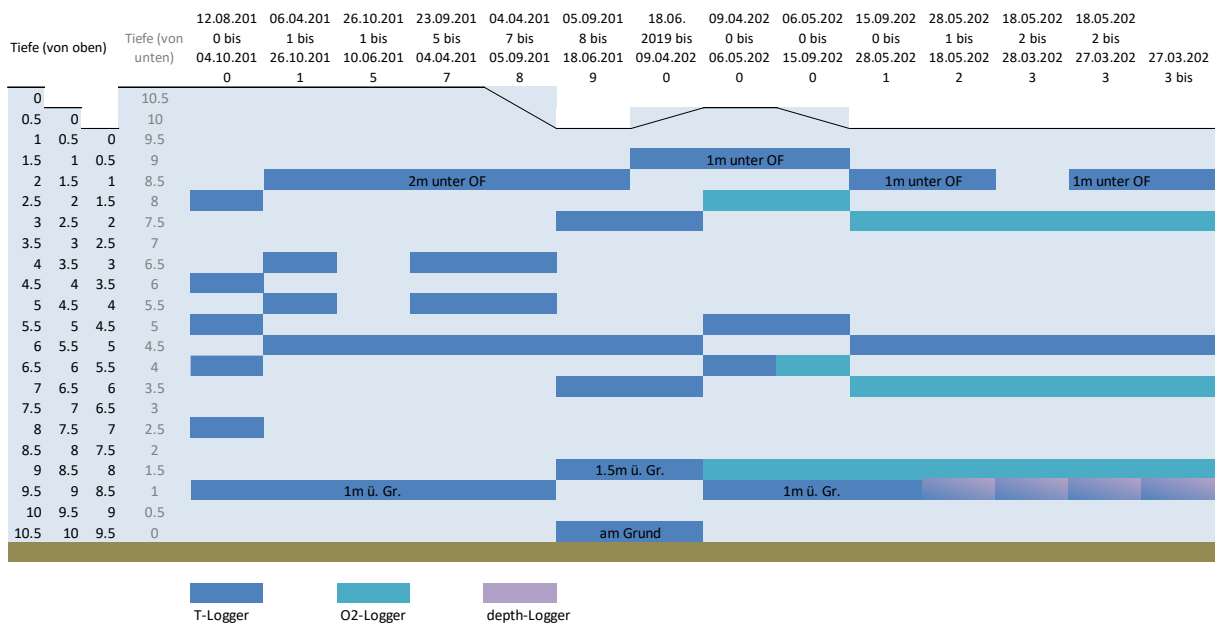 12.08.201 06.04.201 26.10.201 23.09.201 04.04.201 05.09.201 18.06. 09.04.202 06.05.202 15.09.202 28.05.202 18.05.202 18.05.202
Tiefe (von oben) Tiefe (von 0 bis 1 bis 1 bis 5 bis 7 bis 8 bis 2019 bis 0 bis 0 bis 0 bis 1 bis 2 bis 2 bis
unten) 04.10.201 26.10.201 10.06.201 04.04.201 05.09.201 18.06.201 09.04.202 06.05.202 15.09.202 28.05.202 18.05.202 28.03.202 27.03.202 27.03.202
0 1 5 7 8 9 0 0 0 1 2 3 3 3 bis
0 10.5
0.5 0 10
1 0.5 0 9.5
1.5 1 0.5 9 1m unter OF
2 1.5 1 8.5 2m unter OF 1m unter OF 1m unter OF
2.5 2 1.5 8
3 2.5 2 7.5
3.5 3 2.5 7
4 3.5 3 6.5
4.5 4 3.5 6
5 4.5 4 5.5
5.5 5 4.5 5
6 5.5 5 4.5
6.5 6 5.5 4
7 6.5 6 3.5
7.5 7 6.5 3
8 7.5 7 2.5
8.5 8 7.5 2
9 8.5 8 1.5 1.5m ü. Gr.
9.5 9 8.5 1 1m ü. Gr. 1m ü. Gr.
10 9.5 9 0.5
10.5 10 9.5 0 am Grund
T-Logger O2-Logger depth-Logger